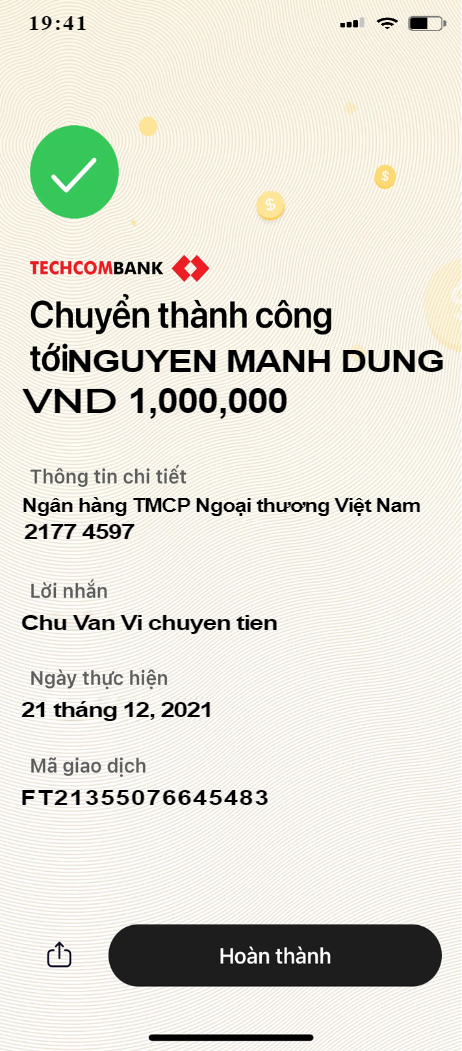 19:41
TECHCOMBANK
Chuyển thành công
tớiNGUYEN MANH DUNG
VND 1,000,000
Thông tin chi tiết
Ngân hàng TMCP Ngoại thương Việt Nam
2177 4597
Lời nhắn
Chu Van Vi chuyen tien
Ngày thực hiện
21 tháng 12, 2021
Mã giao dịch
FT21355076645483
Hoàn thành